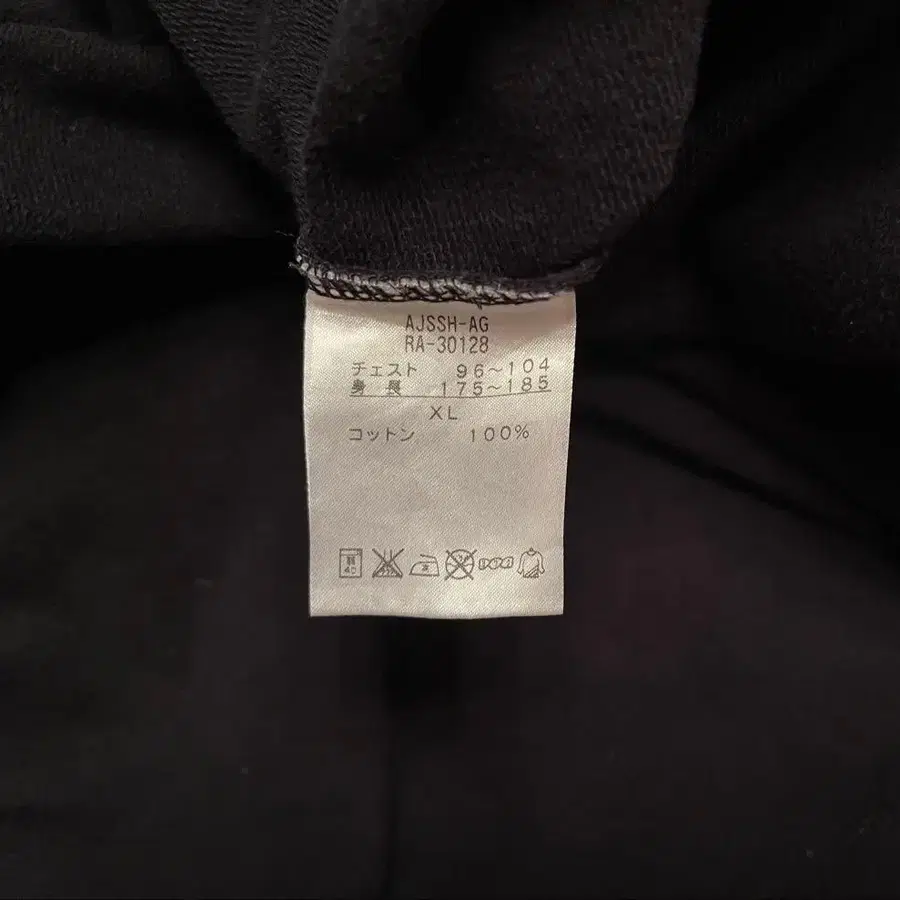 AJSSH-AG
RA-30128
チェスト 96～104
身長 175～185
XL
コットン 100%